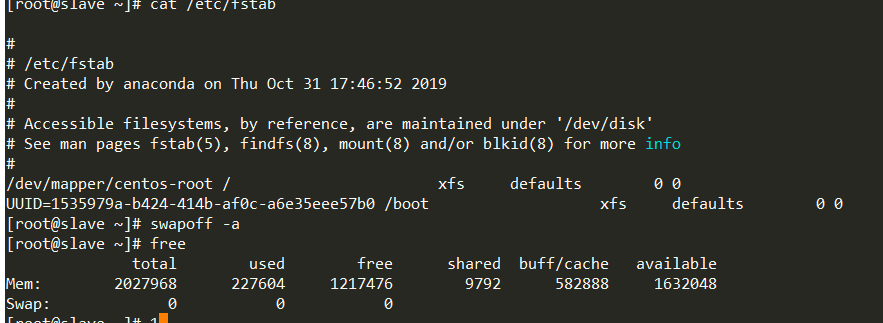 [root@slave ~]# cat /etc/fstab
#
# /etc/fstab
# Created by anaconda on Thu Oct 31 17:46:52 2019
#
# Accessible filesystems, by reference, are maintained under '/dev/disk'
# See man pages fstab(5), findfs(8), mount(8) and/or blkid(8) for more info
#
/dev/mapper/centos-root / xfs defaults 0 0
UUID=1535979a-b424-414b-af0c-a6e35eee57b0 /boot xfs defaults 0 0
[root@slave ~]# swapoff -a
[root@slave ~]# free
total used free shared buff/cache available
Mem: 2027968 227604 1217476 9792 582888 1632048
Swap: 0 0 0
[root@slave ~]# 1